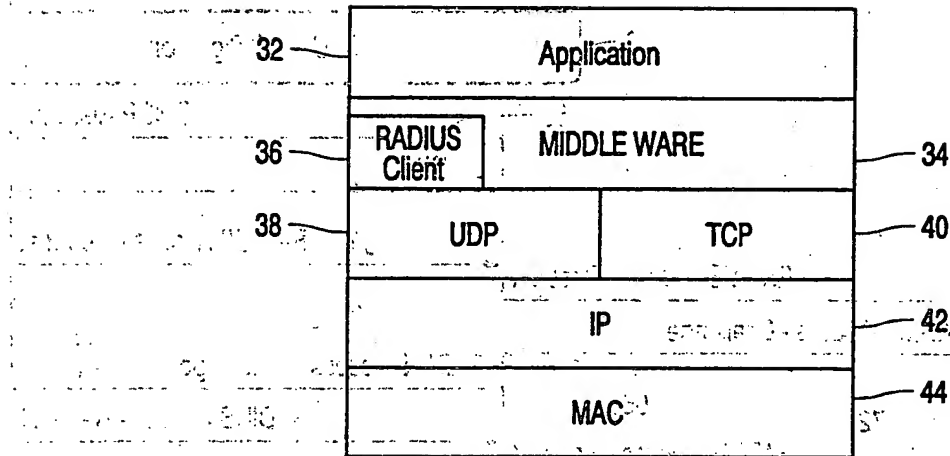 32
Application
36
RADIUS
Client
MIDDLE WARE
34
38
UDP
TCP
40
IP
42
MAC
44